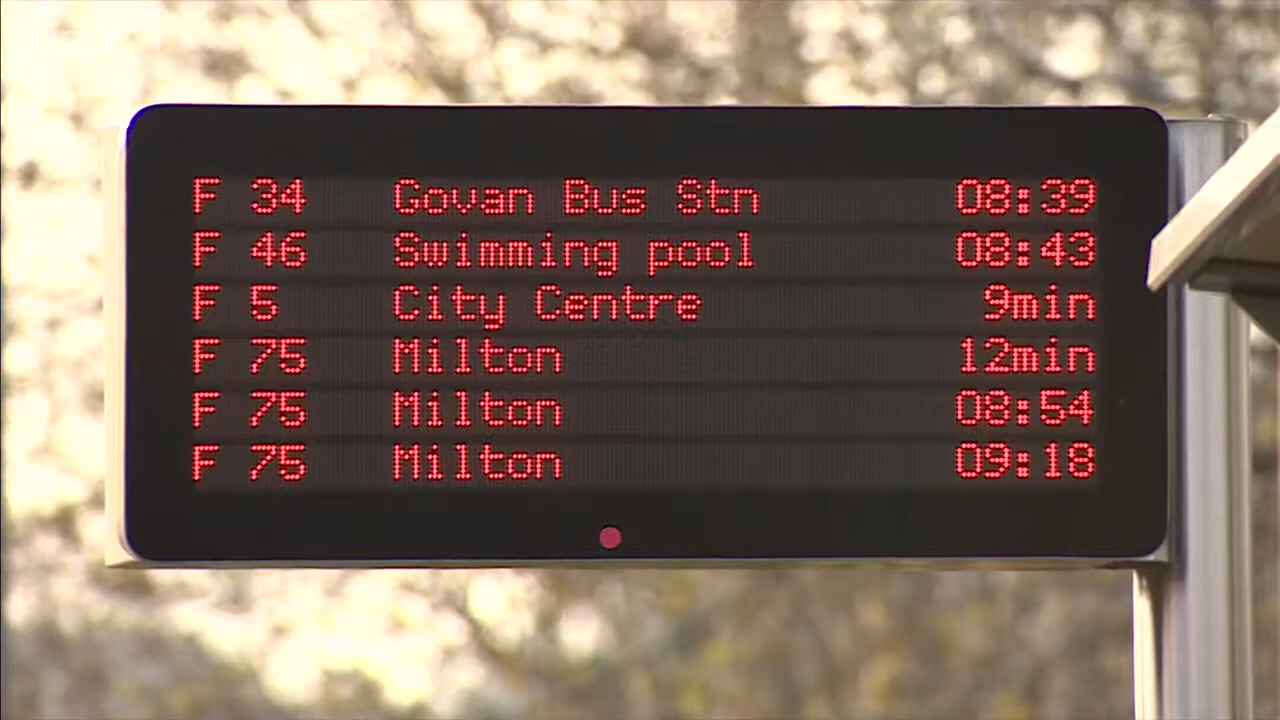 F 34 Govan Bus Stn 08:39
F 46 Swimming pool 08:43
F 5 City Centre 9min
F 75 Milton 12min
F 75 Milton 08:54
F 75 Milton 09:18